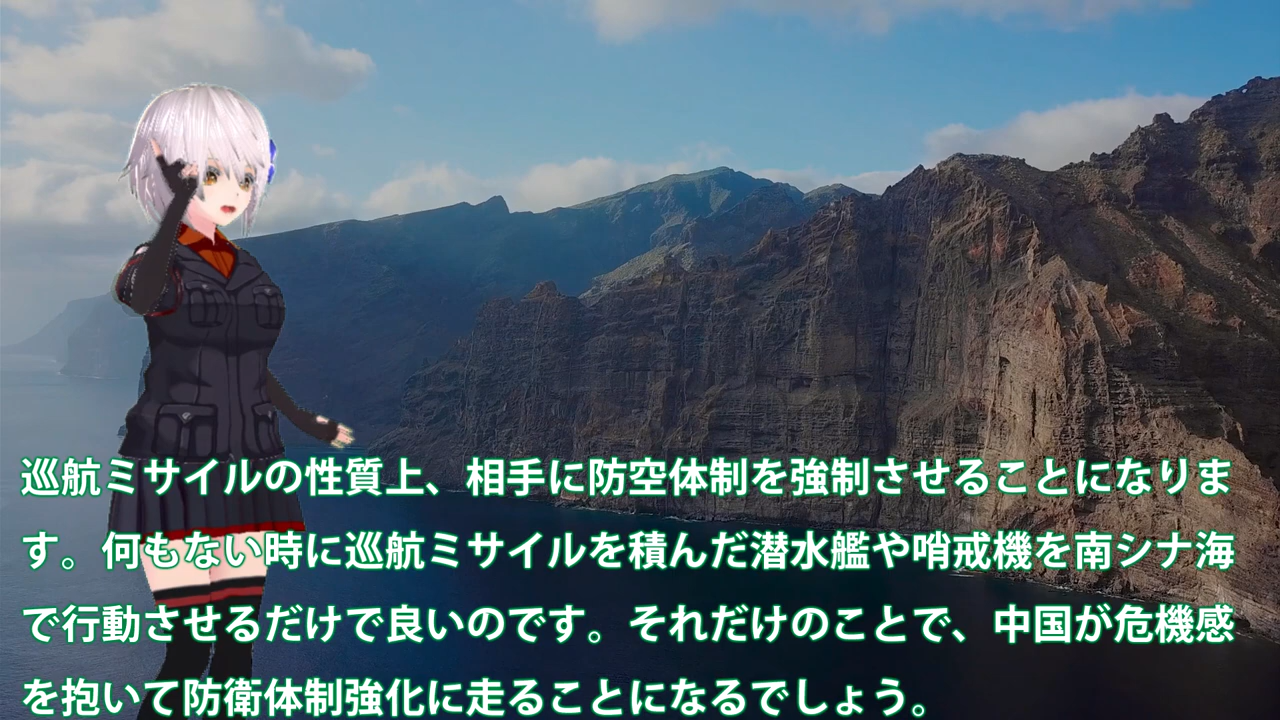 巡航ミサイルの性質上、相手に防空体制を強制させることになりま
す。何もない時に巡航ミサイルを積んだ潜水艦や哨戒機を南シナ海
で行動させるだけで良いのです。それだけのことで、中国が危機感
を抱いて防衛体制強化に走ることになるでしょう。